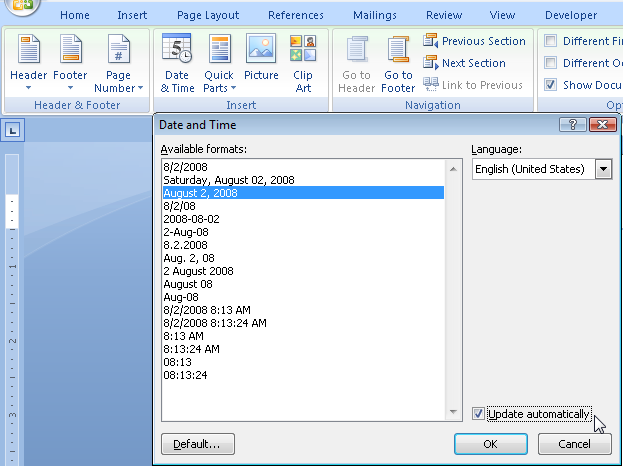 Home Insert Page Layout References Mailings Review View Developer
Header Footer Page Number
Date & Time Quick Parts Picture Clip Art
Go to Header Go to Footer
Previous Section
Next Section
Link to Previous
Different Fi
Different O
Show Docu
Header & Footer Insert Navigation Opt
Date and Time
Available formats:
Language:
8/2/2008
English (United States)
Saturday, August 02, 2008
August 2, 2008
8/2/08
2008-08-02
2-Aug-08
8.2.2008
Aug. 2, 08
2 August 2008
August 08
Aug-08
8/2/2008 8:13 AM
8/2/2008 8:13:24 AM
8:13 AM
8:13:24 AM
08:13
08:13:24
Update automatically
Default...
OK
Cancel